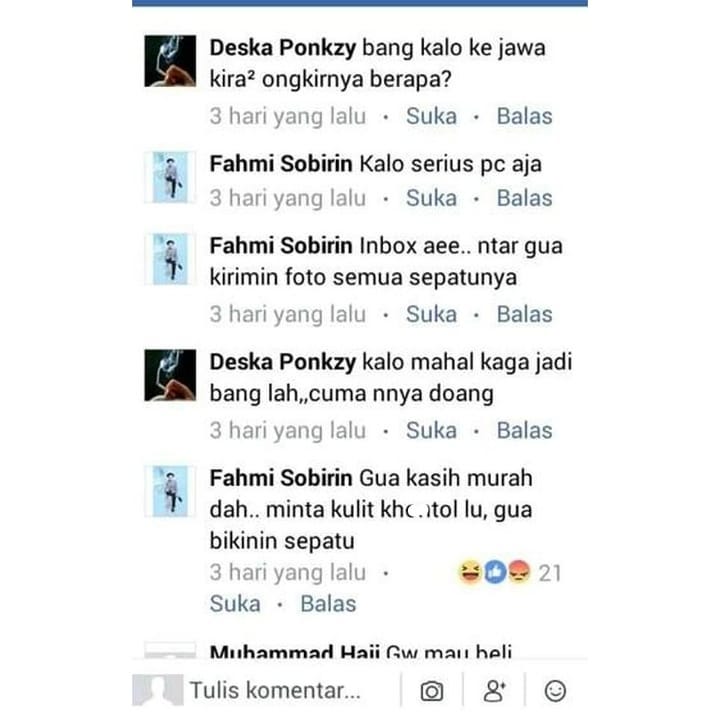 Deska Ponkzy bang kalo ke jawa
kira² ongkirnya berapa?
3 hari yang lalu · Suka · Balas
Fahmi Sobirin Kalo serius pc aja
3 hari yang lalu · Suka · Balas
Fahmi Sobirin Inbox aee.. ntar gua
kirimin foto semua sepatunya
3 hari yang lalu · Suka · Balas
Deska Ponkzy kalo mahal kaga jadi
bang lah,,cuma nnya doang
3 hari yang lalu · Suka · Balas
Fahmi Sobirin Gua kasih murah
dah.. minta kulit lu, gua
bikinin sepatu
3 hari yang lalu · 21
Suka · Balas
Muhammad Haji Gw mau beli
Tulis komentar...